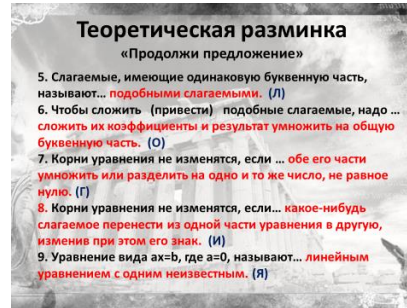 Теоретическая разминка
«Продолжи предложение»
5. Слагаемые, имеющие одинаковую буквенную часть,
называют... подобными слагаемыми. (Л)
6. Чтобы сложить (привести) подобные слагаемые, надо ...
сложить их коэффициенты и результат умножить на общую
буквенную часть. (О)
7. Корни уравнения не изменятся, если ... обе его части
умножить или разделить на одно и то же число, не равное
нулю. (Г)
8. Корни уравнения не изменятся, если... какое-нибудь
слагаемое перенести из одной части уравнения в другую,
изменив при этом его знак. (И)
9. Уравнение вида ax=b, где a=0, называют... линейным
уравнением с одним неизвестным. (Я)